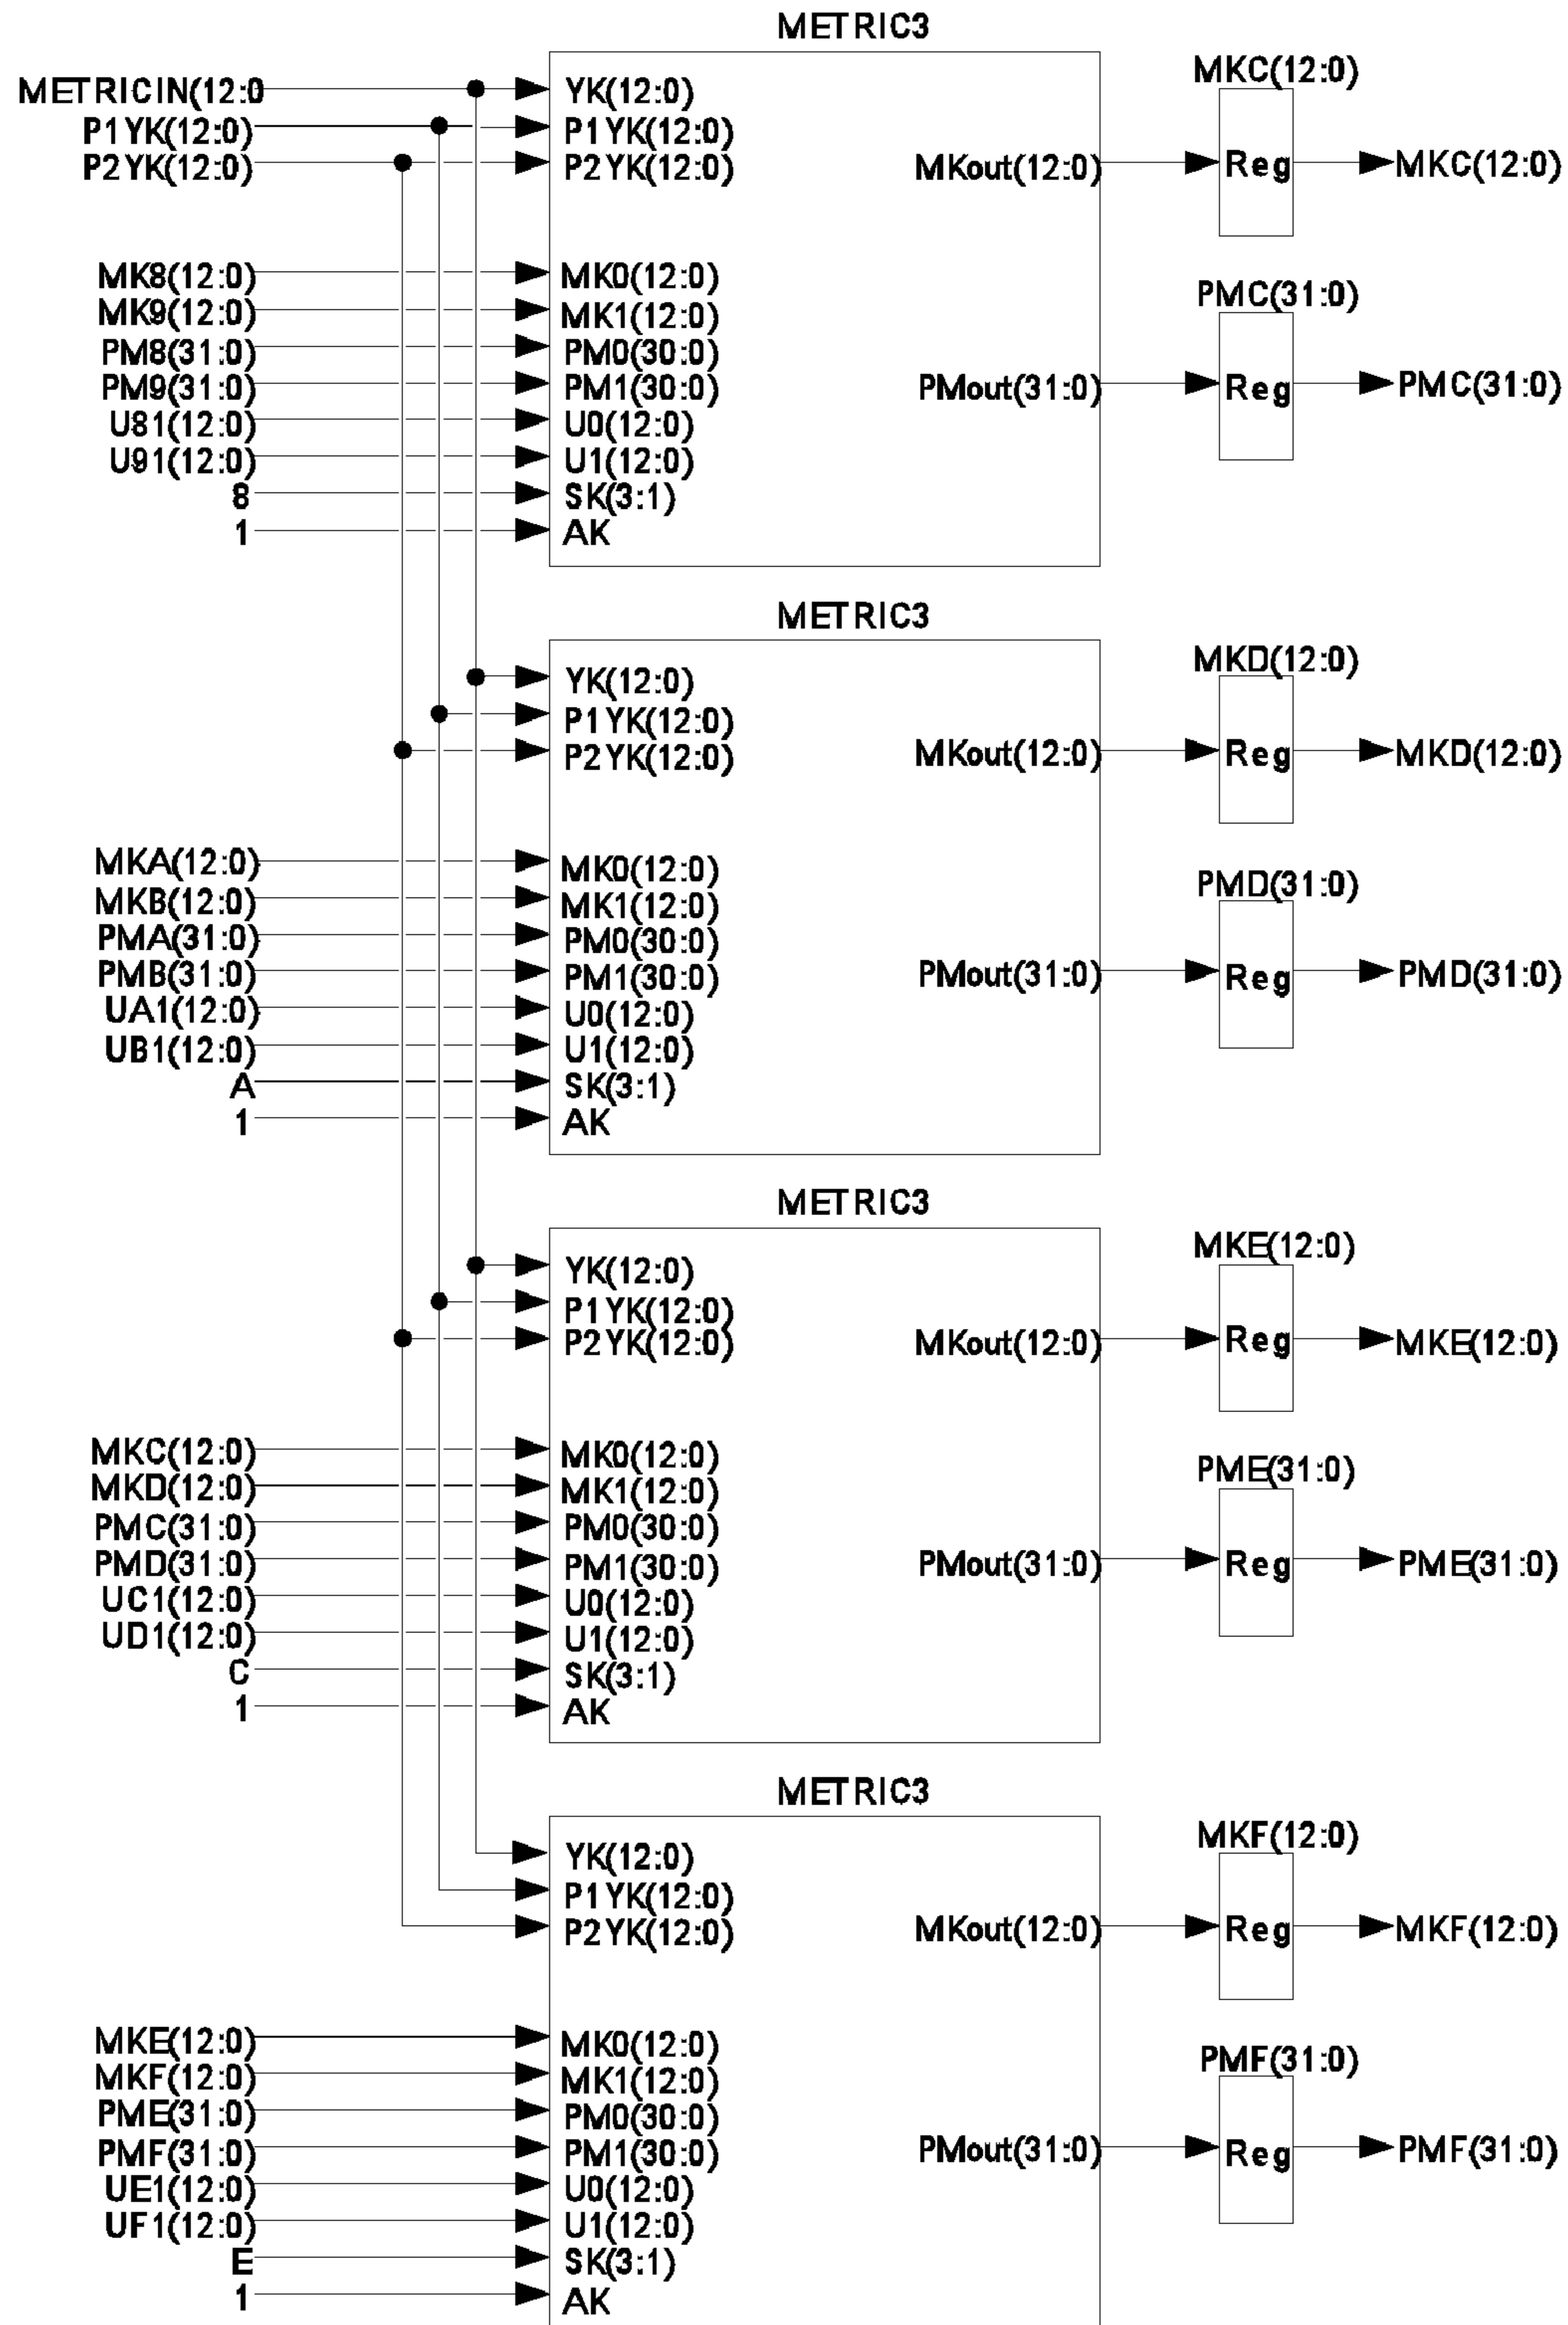 METRIC3
METRICIN(12:0
P1YK(12:0)
P2YK(12:0)
YK(12:0)
P1YK(12:0)
P2YK(12:0)
MKout(12:0)
MKC(12:0)
Reg
MKC(12:0)
MK8(12:0)
MK9(12:0)
PM8(31:0)
PM9(31:0)
U81(12:0)
U91(12:0)
8
1
MK0(12:0)
MK1(12:0)
PM0(30:0)
PM1(30:0)
U0(12:0)
U1(12:0)
SK(3:1)
AK
PMout(31:0)
PMC(31:0)
Reg
PMC(31:0)
METRIC3
YK(12:0)
P1YK(12:0)
P2YK(12:0)
MKout(12:0)
MKD(12:0)
Reg
MKD(12:0)
MKA(12:0)
MKB(12:0)
PMA(31:0)
PMB(31:0)
UA1(12:0)
UB1(12:0)
A
1
MK0(12:0)
MK1(12:0)
PM0(30:0)
PM1(30:0)
U0(12:0)
U1(12:0)
SK(3:1)
AK
PMout(31:0)
PMD(31:0)
Reg
PMD(31:0)
METRIC3
YK(12:0)
P1YK(12:0)
P2YK(12:0)
MKout(12:0)
MKE(12:0)
Reg
MKE(12:0)
MKC(12:0)
MKD(12:0)
PMC(31:0)
PMD(31:0)
UC1(12:0)
UD1(12:0)
C
1
MK0(12:0)
MK1(12:0)
PM0(30:0)
PM1(30:0)
U0(12:0)
U1(12:0)
SK(3:1)
AK
PMout(31:0)
PME(31:0)
Reg
PME(31:0)
METRIC3
YK(12:0)
P1YK(12:0)
P2YK(12:0)
MKout(12:0)
MKF(12:0)
Reg
MKF(12:0)
MKE(12:0)
MKF(12:0)
PME(31:0)
PMF(31:0)
UE1(12:0)
UF1(12:0)
E
1
MK0(12:0)
MK1(12:0)
PM0(30:0)
PM1(30:0)
U0(12:0)
U1(12:0)
SK(3:1)
AK
PMout(31:0)
PMF(31:0)
Reg
PMF(31:0)